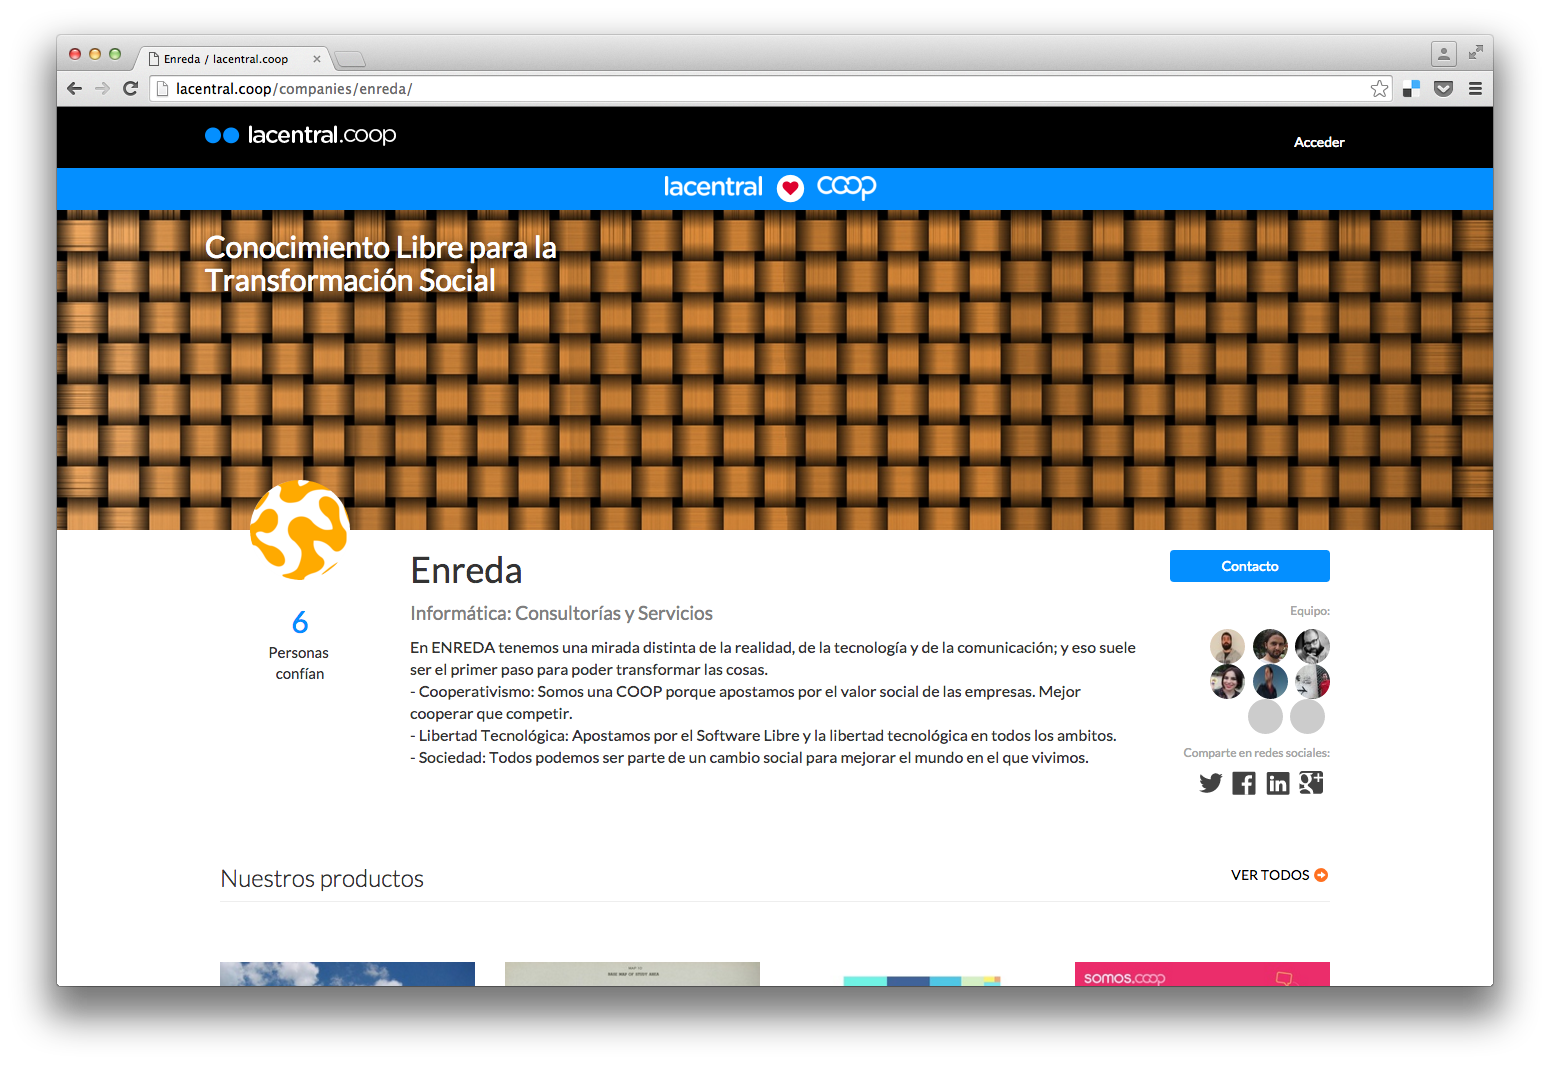 Enreda / lacentral.coop
lacentral.coop/companies/enreda/
lacentral.coop
Acceder
lacentral coop
Conocimiento Libre para la
Transformación Social
Enreda
Contacto
Informática: Consultorías y Servicios
Equipo:
6
Personas
confían
En ENREDA tenemos una mirada distinta de la realidad, de la tecnología y de la comunicación; y eso suele
ser el primer paso para poder transformar las cosas.
- Cooperativismo: Somos una COOP porque apostamos por el valor social de las empresas. Mejor
cooperar que competir.
- Libertad Tecnológica: Apostamos por el Software Libre y la libertad tecnológica en todos los ambitos.
- Sociedad: Todos podemos ser parte de un cambio social para mejorar el mundo en el que vivimos.
Comparte en redes sociales:
Nuestros productos
VER TODOS
BASE MAP OF STUDY AREA
somos.coop